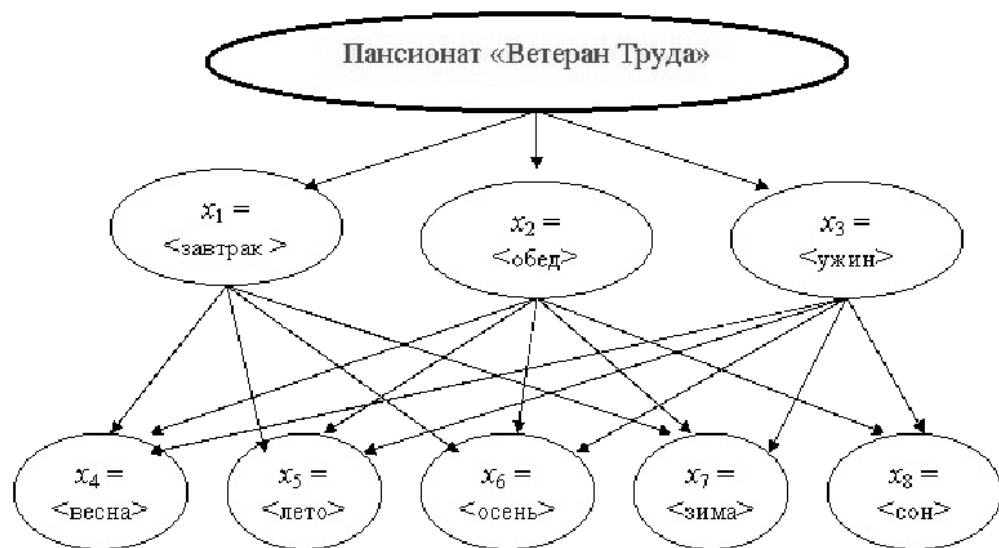 Пансионат «Ветеран Труда»
x₁ =
<завтрак >
x₂ =
<обед>
x₃ =
<ужин>
x₄ =
<весна>
x₅ =
<лето>
x₆ =
<осень>
x₇ =
<зима>
x₈ =
<сон>